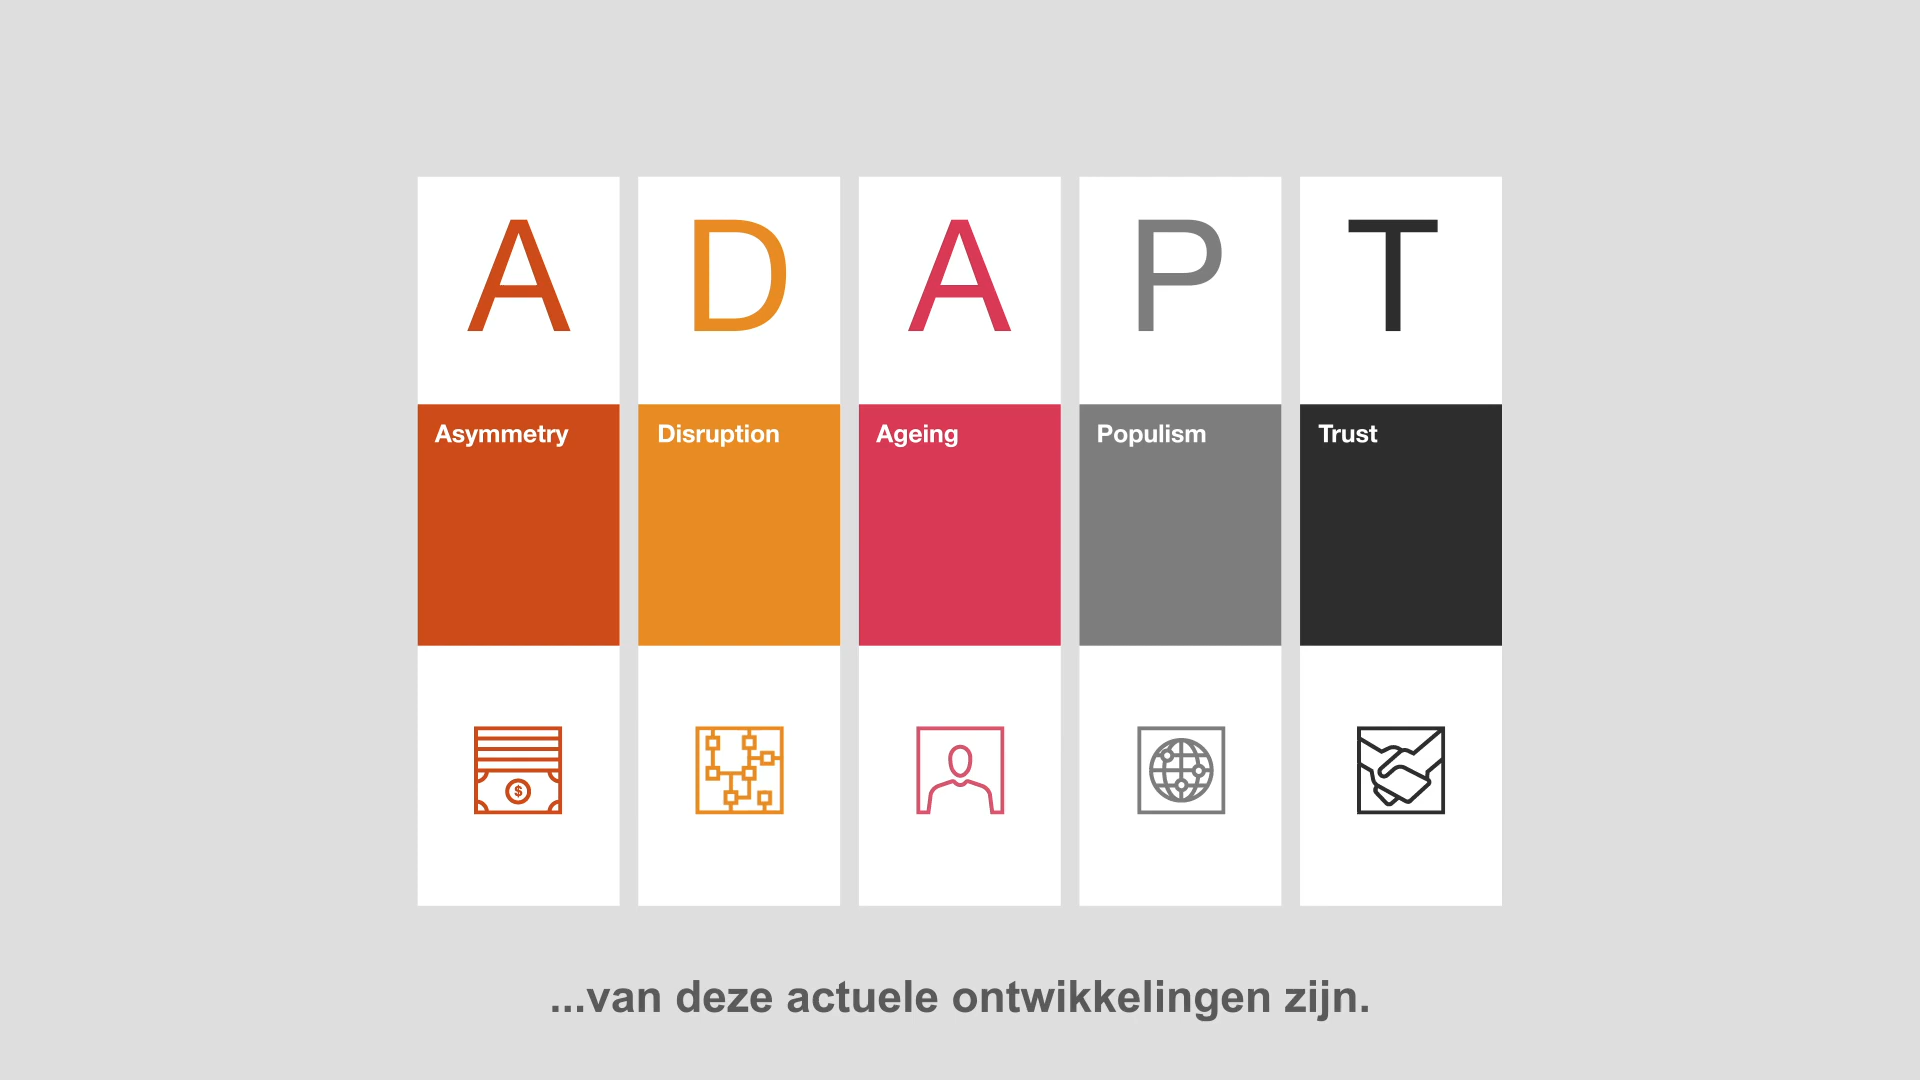 A D A P T
Asymmetry Disruption Ageing Populism Trust
$
...van deze actuele ontwikkelingen zijn.